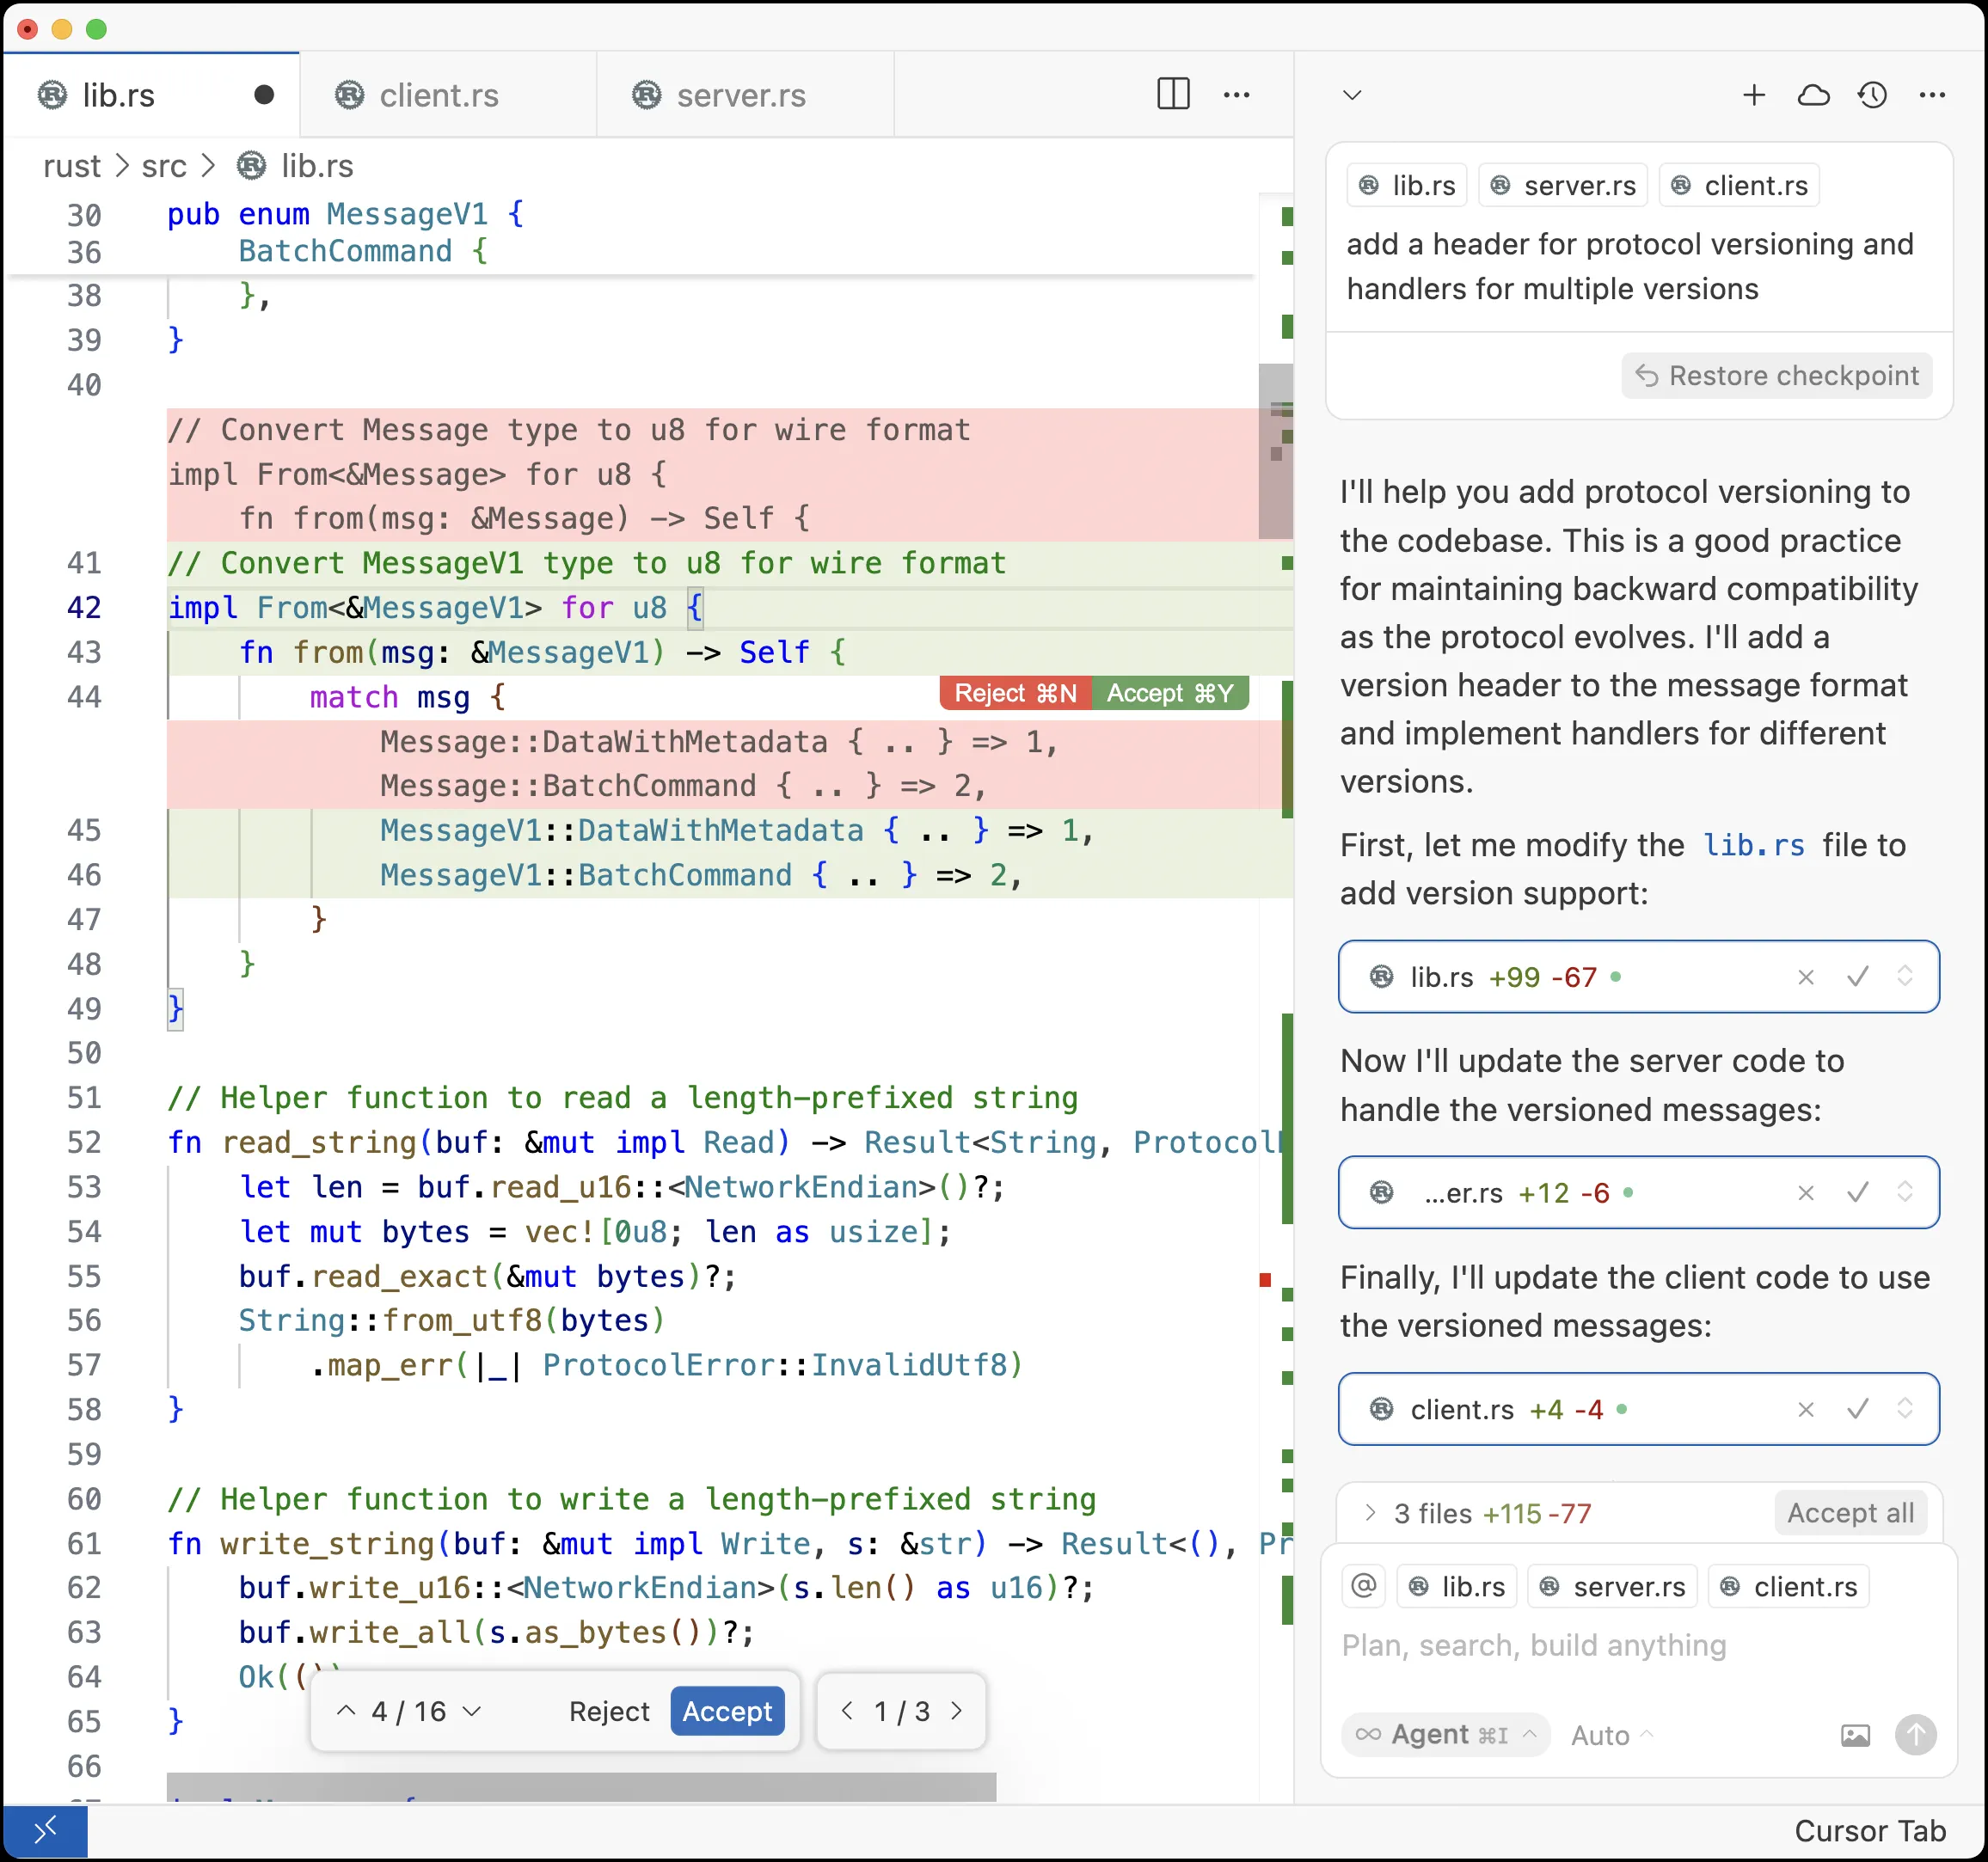 lib.rs
client.rs
server.rs
rust > src > lib.rs
30 pub enum MessageV1 {
36 BatchCommand {
38 },
39 }
40
// Convert Message type to u8 for wire format
impl From<&Message> for u8 {
fn from(msg: &Message) -> Self {
41 // Convert MessageV1 type to u8 for wire format
42 impl From<&MessageV1> for u8 {
43 fn from(msg: &MessageV1) -> Self {
44 match msg {
Reject ⌘N Accept ⌘Y
Message::DataWithMetadata { .. } => 1,
Message::BatchCommand { .. } => 2,
45 MessageV1::DataWithMetadata { .. } => 1,
46 MessageV1::BatchCommand { .. } => 2,
47 }
48 }
49 }
50
51 // Helper function to read a length-prefixed string
52 fn read_string(buf: &mut impl Read) -> Result<String, Protocol
53 let len = buf.read_u16::<NetworkEndian>()?;
54 let mut bytes = vec![0u8; len as usize];
55 buf.read_exact(&mut bytes)?;
56 String::from_utf8(bytes)
57 .map_err(|_| ProtocolError::InvalidUtf8)
58 }
59
60 // Helper function to write a length-prefixed string
61 fn write_string(buf: &mut impl Write, s: &str) -> Result<(), Pr
62 buf.write_u16::<NetworkEndian>(s.len() as u16)?;
63 buf.write_all(s.as_bytes())?;
64 Ok(()
65 }
66
4 / 16 Reject Accept
1 / 3
lib.rs server.rs client.rs
add a header for protocol versioning and
handlers for multiple versions
Restore checkpoint
I'll help you add protocol versioning to
the codebase. This is a good practice
for maintaining backward compatibility
as the protocol evolves. I'll add a
version header to the message format
and implement handlers for different
versions.
First, let me modify the lib.rs file to
add version support:
lib.rs +99 -67
Now I'll update the server code to
handle the versioned messages:
...er.rs +12 -6
Finally, I'll update the client code to use
the versioned messages:
client.rs +4 -4
3 files +115 -77 Accept all
@ lib.rs server.rs client.rs
Plan, search, build anything
Agent ⌘I Auto
Cursor Tab